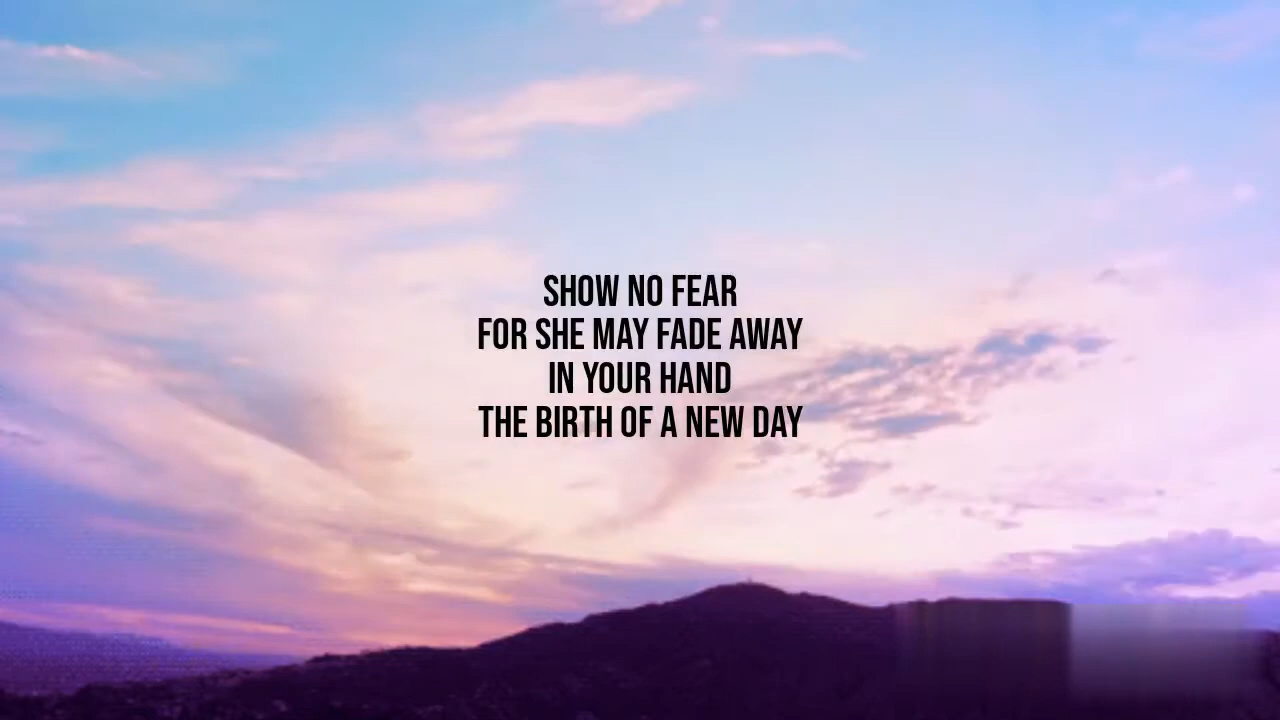 SHOW NO FEAR
FOR SHE MAY FADE AWAY
IN YOUR HAND
THE BIRTH OF A NEW DAY